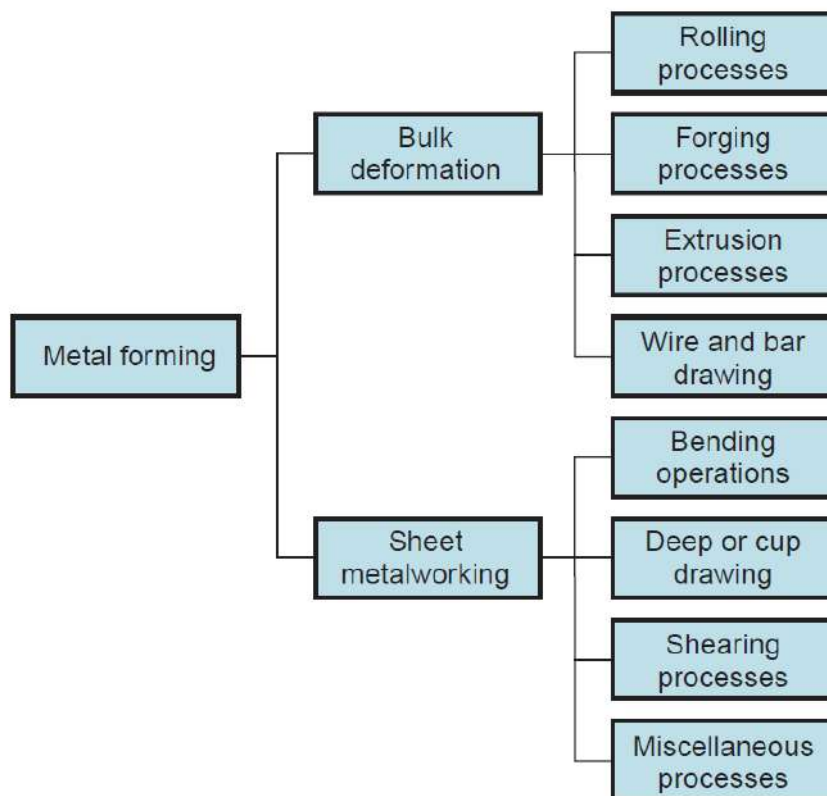 Metal forming
Bulk
deformation
Rolling
processes
Forging
processes
Extrusion
processes
Wire and bar
drawing
Sheet
metalworking
Bending
operations
Deep or cup
drawing
Shearing
processes
Miscellaneous
processes